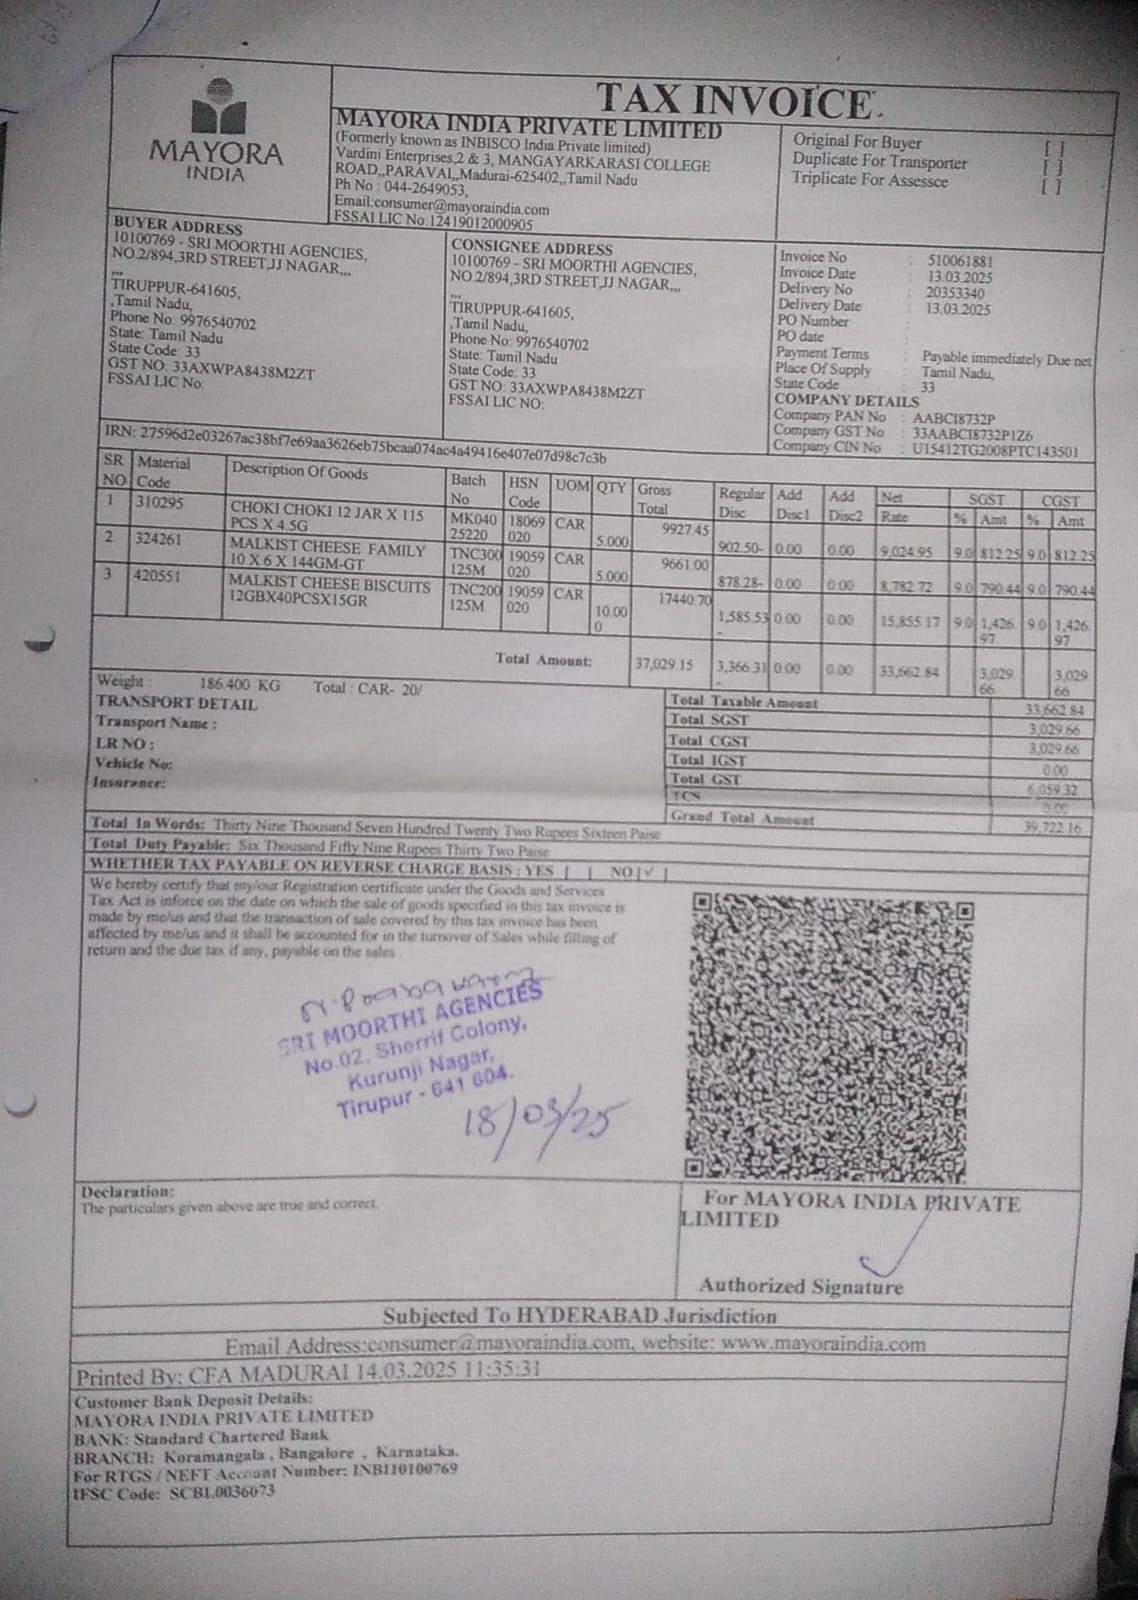 TAX INVOICE.
MAYORA
INDIA
MAYORA INDIA PRIVATE LIMITED
(Formerly known as INBISCO India Private limited)
Vardini Enterprises,2 & 3, MANGAYARKARASI COLLEGE
ROAD,,PARAVAI,,Madurai-625402,,Tamil Nadu
Ph No : 044-2649053,
Email:consumer@mayoraindia.com
FSSAI LIC No:12419012000905
Original For Buyer [ ]
Duplicate For Transporter [ ]
Triplicate For Assessce [ ]
BUYER ADDRESS
10100769 - SRI MOORTHI AGENCIES,
NO.2/894,3RD STREET,JJ NAGAR,,,
,,,
TIRUPPUR-641605,
,Tamil Nadu,
Phone No: 9976540702
State: Tamil Nadu
State Code: 33
GST NO: 33AXWPA8438M2ZT
FSSAI LIC No:
CONSIGNEE ADDRESS
10100769 - SRI MOORTHI AGENCIES,
NO.2/894,3RD STREET,JJ NAGAR,,,
,,,
TIRUPPUR-641605,
,Tamil Nadu,
Phone No: 9976540702
State: Tamil Nadu
State Code: 33
GST NO: 33AXWPA8438M2ZT
FSSAI LIC NO:
Invoice No : 510061881
Invoice Date : 13.03.2025
Delivery No : 20353340
Delivery Date : 13.03.2025
PO Number :
PO date :
Payment Terms : Payable immediately Due net
Place Of Supply : Tamil Nadu,
State Code : 33
COMPANY DETAILS
Company PAN No : AABCI8732P
Company GST No : 33AABCI8732P1Z6
Company CIN No : U15412TG2008PTC143501
IRN: 27596d2e03267ac38bf7e69aa3626eb75bcaa074ac4a49416e407e07d98c7c3b
SR NO Material Code Description Of Goods Batch No HSN Code UOM QTY Gross Total Regular Disc Add Disc1 Add Disc2 Net Rate SGST % Amt CGST % Amt
1 310295 CHOKI CHOKI 12 JAR X 115 PCS X 4.5G MK040 25220 18069 020 CAR 5.000 9927.45 902.50- 0.00 0.00 9,024.95 9.0 812.25 9.0 812.25
2 324261 MALKIST CHEESE FAMILY 10 X 6 X 144GM-GT TNC300 125M 19059 020 CAR 5.000 9661.00 878.28- 0.00 0.00 8,782.72 9.0 790.44 9.0 790.44
3 420551 MALKIST CHEESE BISCUITS 12GBX40PCSX15GR TNC200 125M 19059 020 CAR 10.00 0 17440.70 1,585.53 - 0.00 0.00 15,855.17 9.0 1,426. 97 9.0 1,426. 97
Total Amount: 37,029.15 3,366.31 - 0.00 0.00 33,662.84 3,029 66 3,029 66
Weight : 186.400 KG Total : CAR- 20/
TRANSPORT DETAIL
Transport Name :
LR NO :
Vehicle No:
Insurance:
Total Taxable Amount 33,662.84
Total SGST 3,029.66
Total CGST 3,029.66
Total IGST 0.00
Total GST 6,059.32
TCS 0.00
Grand Total Amount 39,722.16
Total In Words: Thirty Nine Thousand Seven Hundred Twenty Two Rupees Sixteen Paise
Total Duty Payable: Six Thousand Fifty Nine Rupees Thirty Two Paise
WHETHER TAX PAYABLE ON REVERSE CHARGE BASIS : YES [ ] NO [√ ]
We hereby certify that my/our Registration certificate under the Goods and Services
Tax Act is inforce on the date on which the sale of goods specified in this tax invoice is
made by me/us and that the transaction of sale covered by this tax invoice has been
affected by me/us and it shall be accounted for in the turnover of Sales while filling of
return and the due tax if any, payable on the sales
SRI MOORTHI AGENCIES
No.02, Sherrif Colony,
Kurunji Nagar,
Tirupur - 641 604.
18/03/25
Declaration:
The particulars given above are true and correct.
For MAYORA INDIA PRIVATE
LIMITED
Authorized Signature
Subjected To HYDERABAD Jurisdiction
Email Address:consumer@mayoraindia.com, website: www.mayoraindia.com
Printed By: CFA MADURAI 14.03.2025 11:35:31
Customer Bank Deposit Details:
MAYORA INDIA PRIVATE LIMITED
BANK: Standard Chartered Bank
BRANCH: Koramangala , Bangalore , Karnataka.
For RTGS / NEFT Account Number: INB110100769
IFSC Code: SCBL0036073